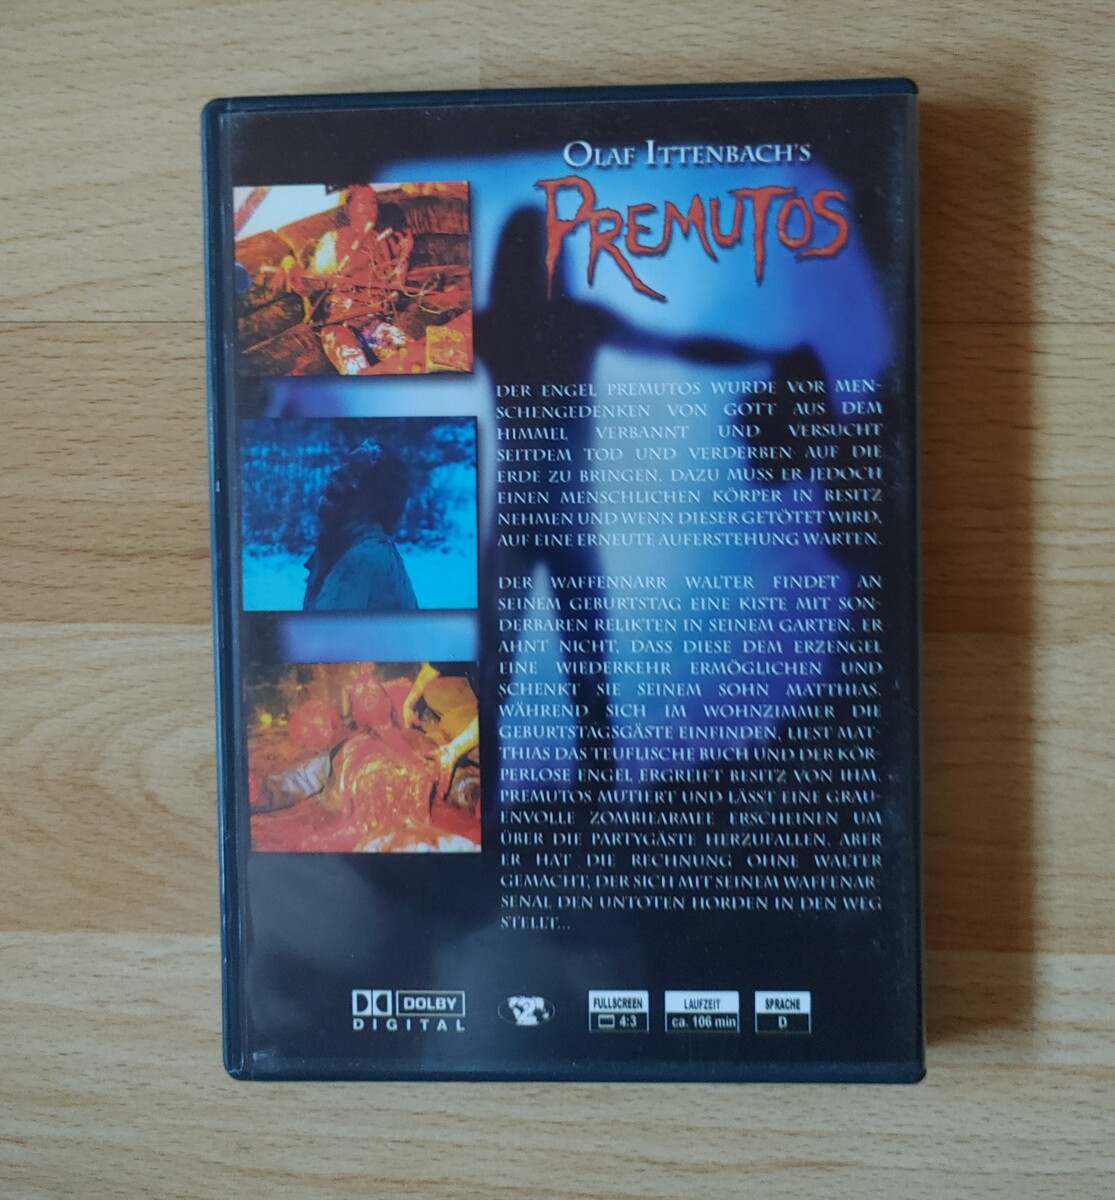 OLAF ITTENBACH'S
PREMUTOS
DER ENGEL PREMUTOS WURDE VOR MEN-
SCHENGEDENKEN VON GOTT AUS DEM
HIMMEL VERBANNT UND VERSUCHT
SEITDEM TOD UND VERDERBEN AUF DIE
ERDE ZU BRINGEN. DAZU MUSS ER JEDOCH
EINEN MENSCHLICHEN KÖRPER IN BESITZ
NEHMEN UND WENN DIESER GETÖTET WIRD,
AUF EINE ERNEUTE AUFERSTEHUNG WARTEN.
DER WAFFENNARR WALTER FINDET AN
SEINEM GEBURTSTAG EINE KISTE MIT SON-
DERBAREN RELIKTEN IN SEINEM GARTEN. ER
AHNT NICHT, DASS DIESE DEM ERZENGEL
EINE WIEDERKEHR ERMÖGLICHEN UND
SCHENKT SIE SEINEM SOHN MATTHIAS.
WÄHREND SICH IM WOHNZIMMER DIE
GEBURTSTAGSGÄSTE EINFINDEN, LIEST MAT-
THIAS DAS TEUFLISCHE BUCH UND DER KÖR-
PERLOSE ENGEL ERGREIFT BESITZ VON IHM.
PREMUTOS MUTIERT UND LÄSST EINE GRAU-
ENVOLLE ZOMBIEARMEE ERSCHEINEN UM
ÜBER DIE PARTYGÄSTE HERZUFALLEN. ABER
ER HAT DIE RECHNUNG OHNE WALTER
GEMACHT, DER SICH MIT SEINEM WAFFENAR-
SENAL DEN UNTOTEN HORDEN IN DEN WEG
STELLT...
DOLBY
DIGITAL
2
FULLSCREEN
4:3
LAUFZEIT
ca. 106 min
SPRACHE
D